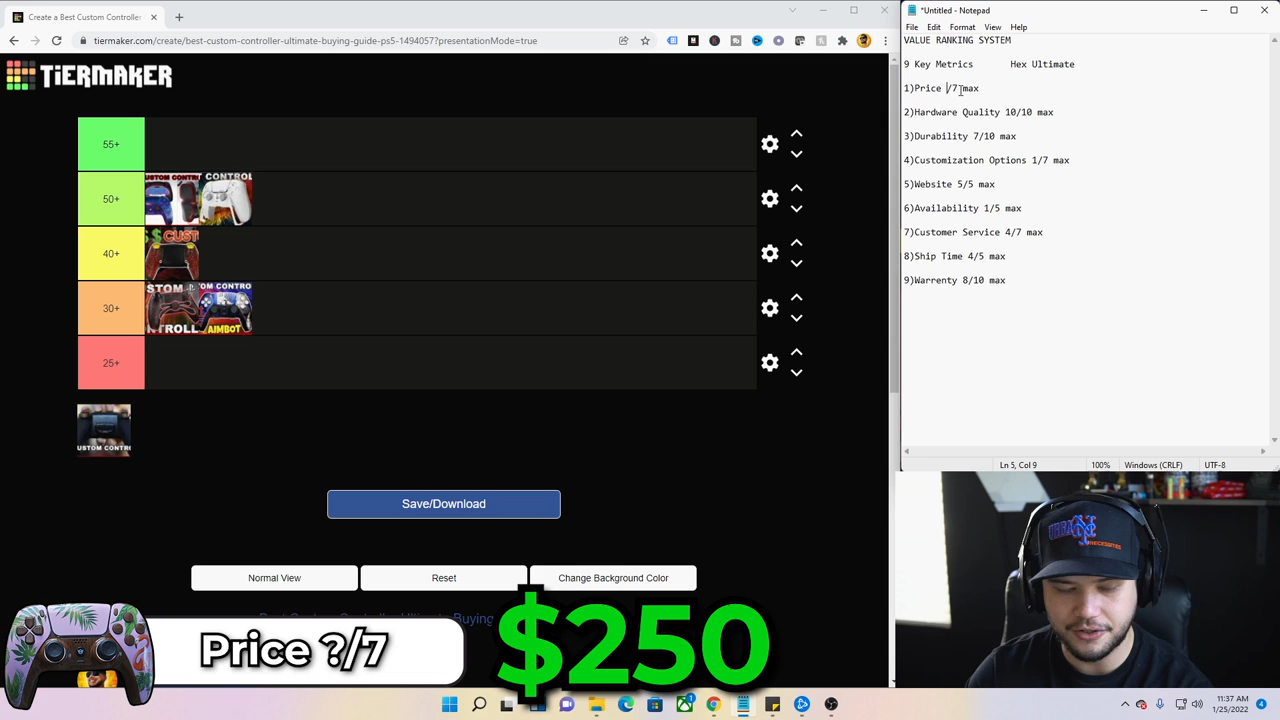 Create a Best Custom Controller
tiermaker.com/create/best-custom-controller-ultimate-buying-guide-ps5-1494057?presentationMode=true
TIERMAKER
55+
50+
40+
30+
25+
Save/Download
Normal View
Reset
Change Background Color
Price ?/7
$250
*Untitled - Notepad
File Edit Format View Help
VALUE RANKING SYSTEM
9 Key Metrics Hex Ultimate
1)Price /7 max
2)Hardware Quality 10/10 max
3)Durability 7/10 max
4)Customization Options 1/7 max
5)Website 5/5 max
6)Availability 1/5 max
7)Customer Service 4/7 max
8)Ship Time 4/5 max
9)Warrenty 8/10 max
Ln 5, Col 9 100% Windows (CRLF) UTF-8
URBANE
11:37 AM
1/25/2022